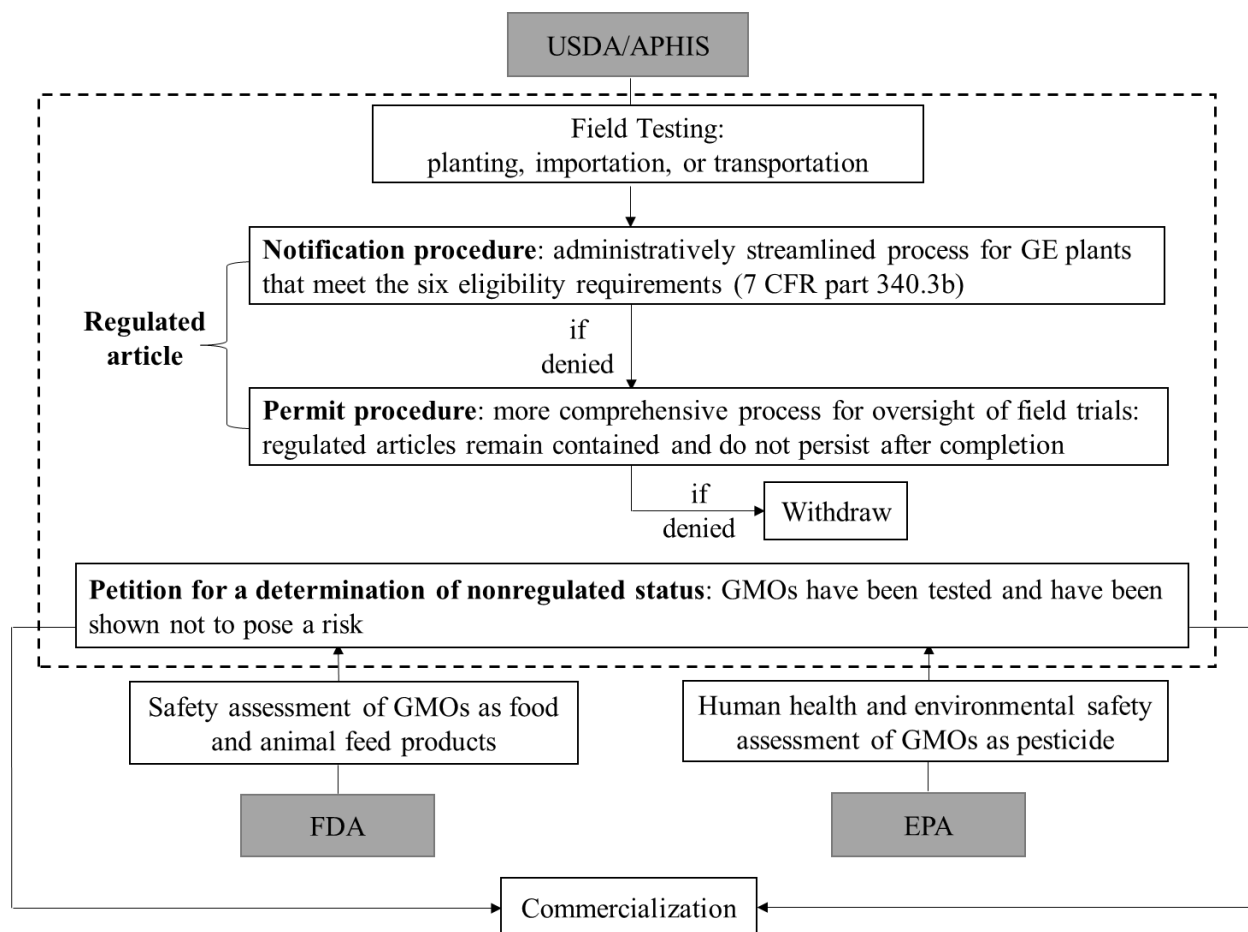 USDA/APHIS
Field Testing:
planting, importation, or transportation
Notification procedure: administratively streamlined process for GE plants
that meet the six eligibility requirements (7 CFR part 340.3b)
Regulated
article
if
denied
Permit procedure: more comprehensive process for oversight of field trials:
regulated articles remain contained and do not persist after completion
if
denied
Withdraw
Petition for a determination of nonregulated status: GMOs have been tested and have been
shown not to pose a risk
Safety assessment of GMOs as food
and animal feed products
Human health and environmental safety
assessment of GMOs as pesticide
FDA
EPA
Commercialization